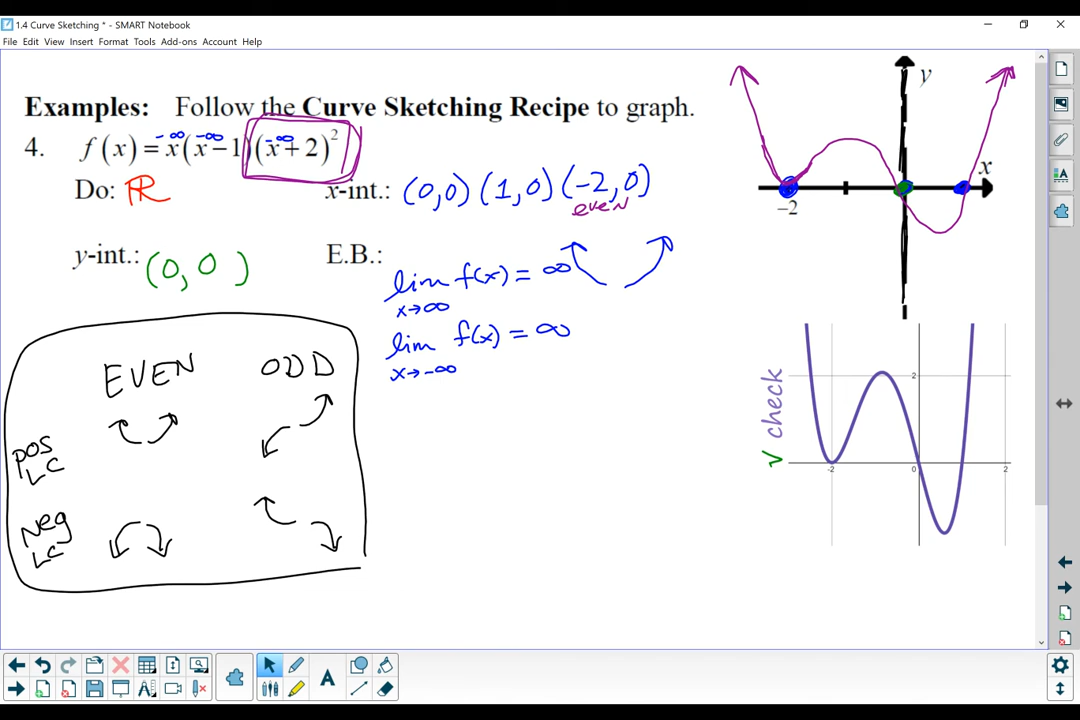 1.4 Curve Sketching * - SMART Notebook
File Edit View Insert Format Tools Add-ons Account Help
Examples: Follow the Curve Sketching Recipe to graph.
-∞ -∞ -∞
4. f(x) = x(x−1)(x+2)²
Do: ℝ x-int.: (0,0) (1,0) (-2,0)
even
y-int.: (0,0) E.B.:
lim f(x) = ∞
x→∞
lim f(x) = ∞
x→-∞
EVEN ODD
pos
LC
Neg
LC
y
x
-2
√ check
2
-2 0 2
A